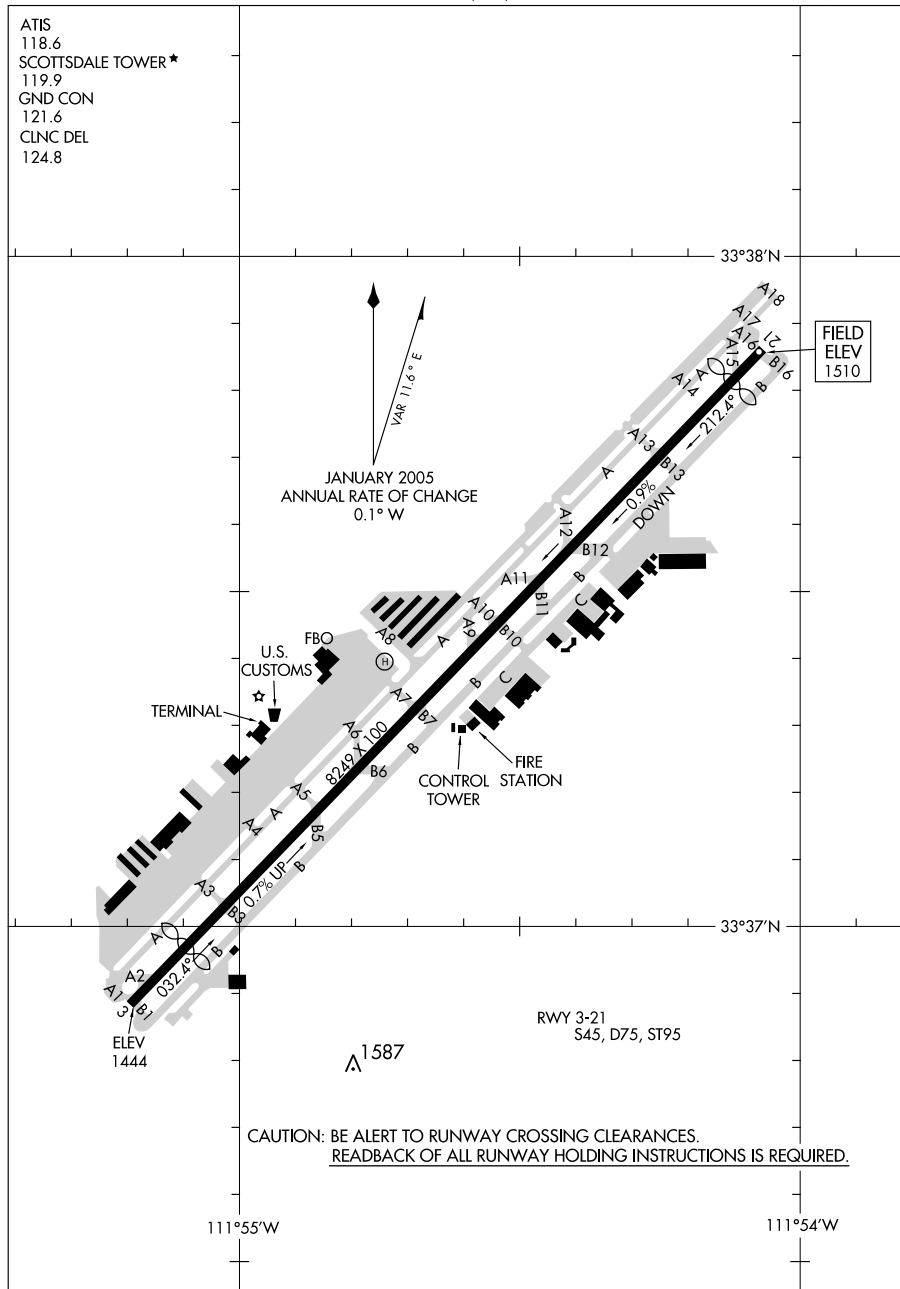 ATIS
118.6
SCOTTSDALE TOWER
119.9
GND CON
121.6
CLNC DEL
124.8
33°38'N
A18
A17
21
A16
A15
B16
FIELD
ELEV
1510
A
A14
B
212.4°
VAR 11.6° E
A13
B13
JANUARY 2005
ANNUAL RATE OF CHANGE
0.1° W
A
0.9%
DOWN
A12
B12
A11
B
B11
C
A10
A9
B10
A8
A
FBO
H
U.S.
CUSTOMS
B
C
A7
B7
TERMINAL
A6
8249 X 100
B
B6
FIRE
STATION
CONTROL
TOWER
A5
A
A4
B5
B
0.7% UP
A3
B3
33°37'N
A
B
032.4°
A2
A1
3
B1
ELEV
1444
RWY 3-21
S45, D75, ST95
1587
CAUTION: BE ALERT TO RUNWAY CROSSING CLEARANCES.
READBACK OF ALL RUNWAY HOLDING INSTRUCTIONS IS REQUIRED.
111°55'W
111°54'W